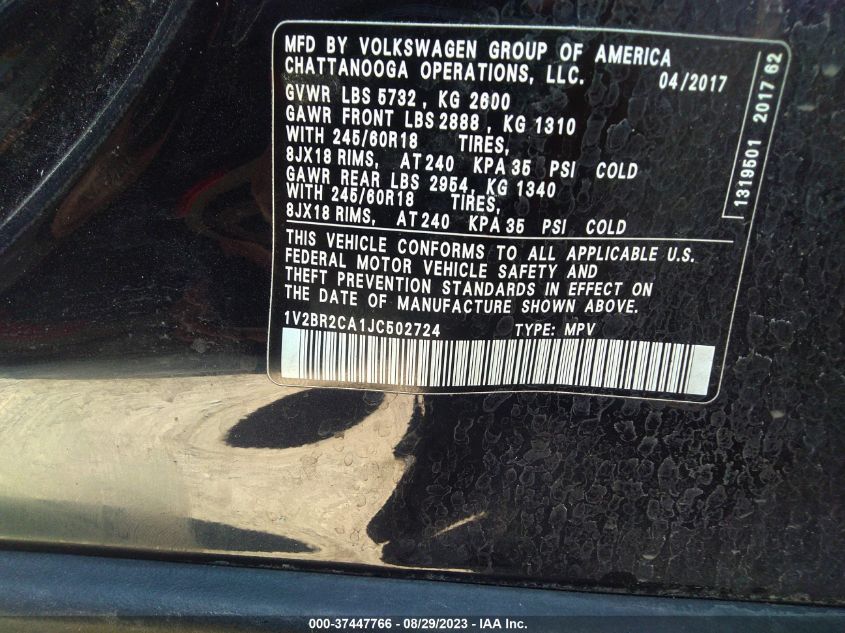 MFD BY VOLKSWAGEN GROUP OF AMERICA
CHATTANOOGA OPERATIONS, LLC. 04/2017
GVWR LBS 5732, KG 2600
GAWR FRONT LBS 2888, KG 1310
WITH 245/60R18 TIRES,
8JX18 RIMS, AT 240 KPA 35 PSI COLD
GAWR REAR LBS 2954, KG 1340
WITH 245/60R18 TIRES,
8JX18 RIMS, AT 240 KPA 35 PSI COLD
THIS VEHICLE CONFORMS TO ALL APPLICABLE U.S.
FEDERAL MOTOR VEHICLE SAFETY AND
THEFT PREVENTION STANDARDS IN EFFECT ON
THE DATE OF MANUFACTURE SHOWN ABOVE.
1V2BR2CA1JC502724 TYPE: MPV
1319501 2017 62
000-37447766 - 08/29/2023 - IAA Inc.